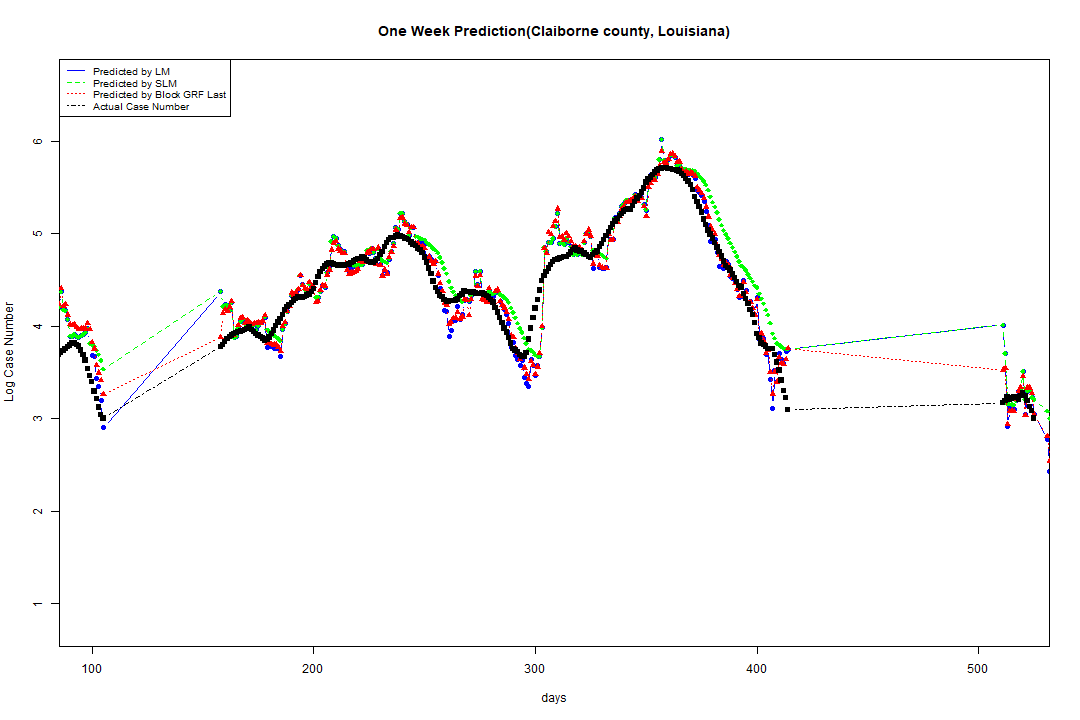 One Week Prediction(Claiborne county, Louisiana)
Predicted by LM
Predicted by SLM
Predicted by Block GRF Last
Actual Case Number
Log Case Number
6
5
4
3
2
1
100 200 300 400 500
days